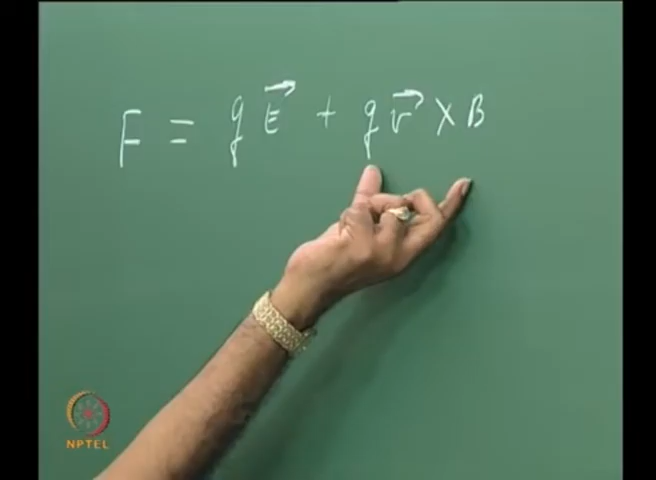 F = qE⃗ + qv⃗ × B
NPTEL